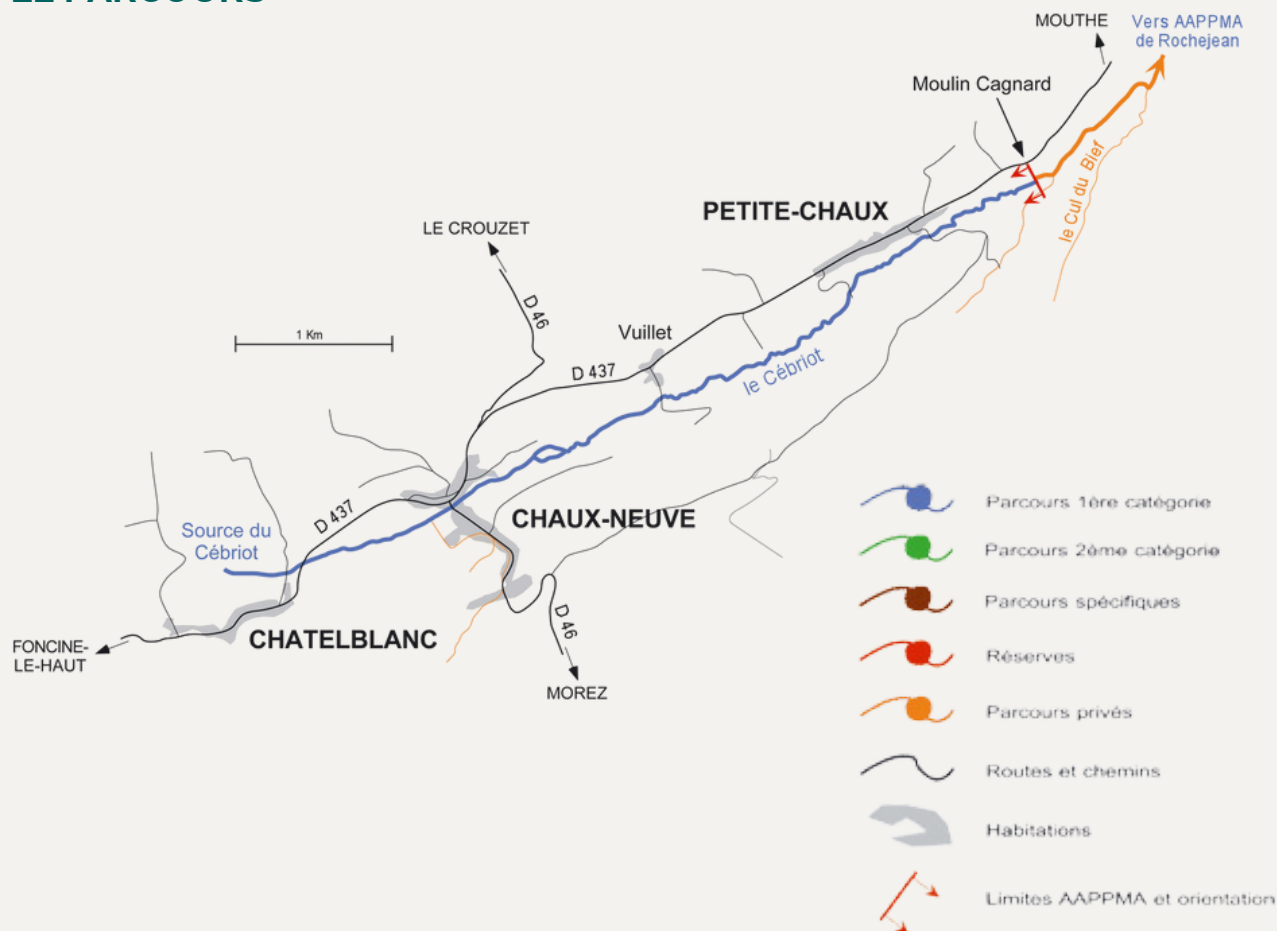 LE PARCOURS
MOUTHE
Vers AAPPMA
de Rochejean
Moulin Cagnard
le Cul du Bief
PETITE-CHAUX
LE CROUZET
D 46
1 Km
Vuillet
D 437
le Cébriot
D 437
Source du
Cébriot
CHAUX-NEUVE
CHATELBLANC
D 46
FONCINE-
LE-HAUT
MOREZ
Parcours 1ère catégorie
Parcours 2ème catégorie
Parcours spécifiques
Réserves
Parcours privés
Routes et chemins
Habitations
Limites AAPPMA et orientation